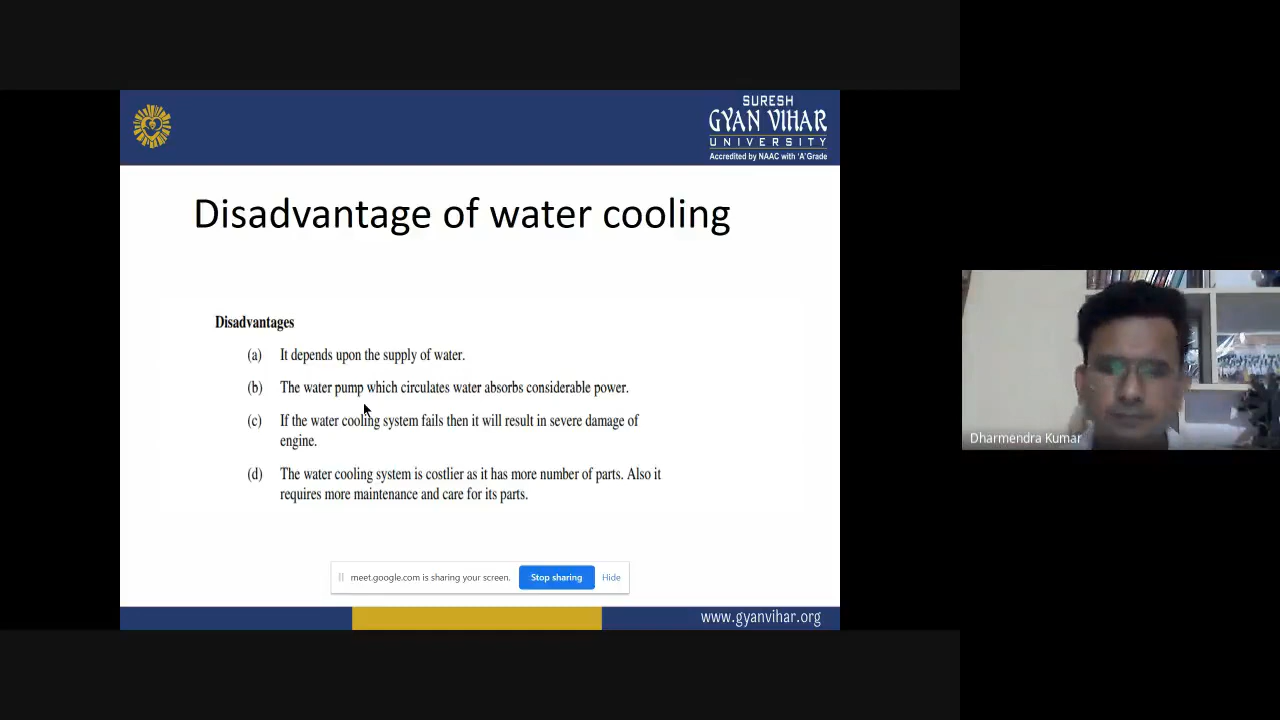 SURESH
GYAN VIHAR
UNIVERSITY
Accredited by NAAC with 'A' Grade
Disadvantage of water cooling
Disadvantages
(a) It depends upon the supply of water.
(b) The water pump which circulates water absorbs considerable power.
(c) If the water cooling system fails then it will result in severe damage of
engine.
(d) The water cooling system is costlier as it has more number of parts. Also it
requires more maintenance and care for its parts.
meet.google.com is sharing your screen. Stop sharing Hide
www.gyanvihar.org
Dharmendra Kumar